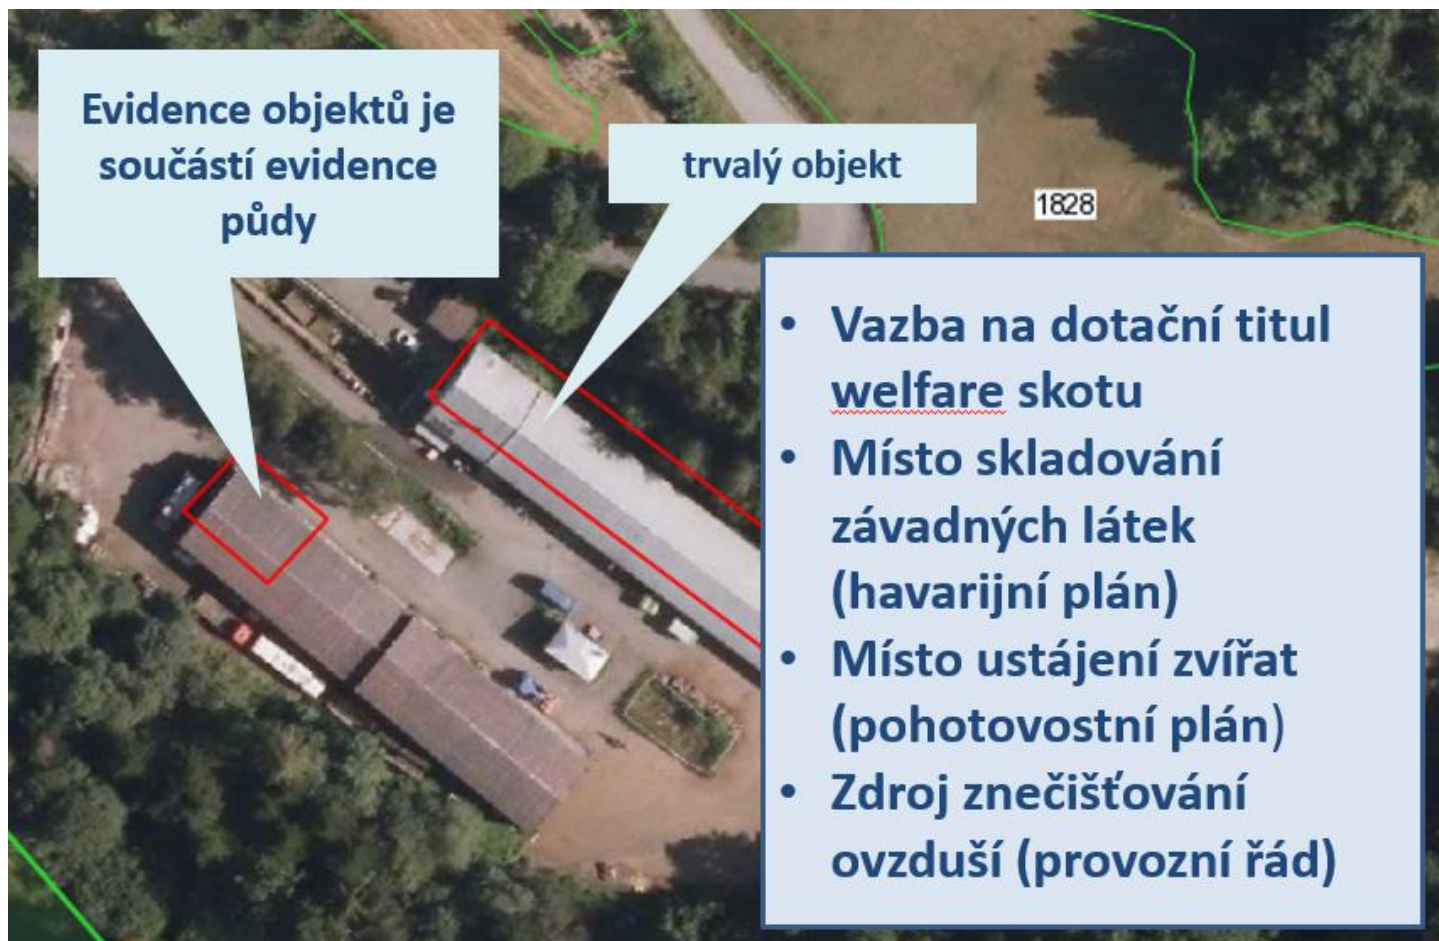 Evidence objektů je
součástí evidence
půdy
trvalý objekt
1828
• Vazba na dotační titul
welfare skotu
• Místo skladování
závadných látek
(havarijní plán)
• Místo ustájení zvířat
(pohotovostní plán)
• Zdroj znečišťování
ovzduší (provozní řád)